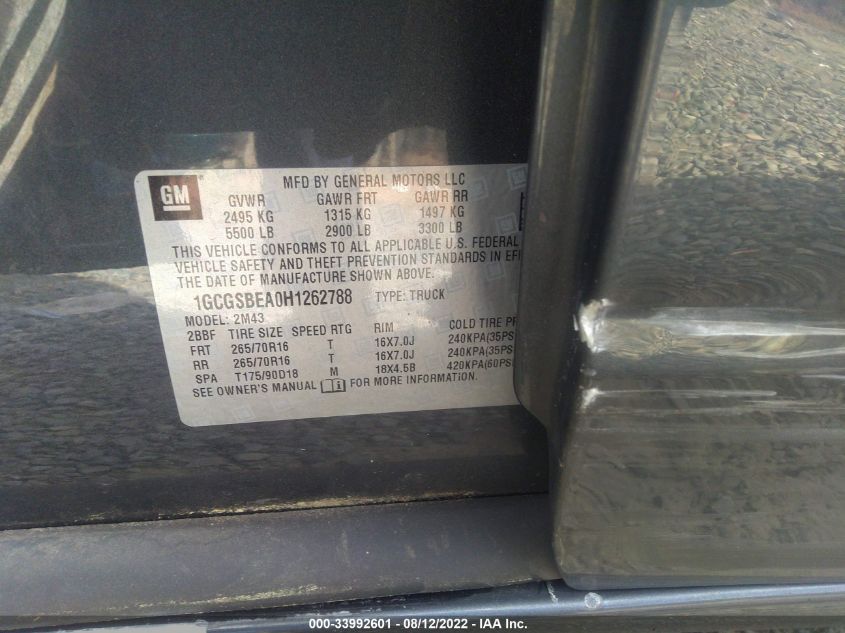 GM
MFD BY GENERAL MOTORS LLC
GVWR GAWR FRT GAWR RR
2495 KG 1315 KG 1497 KG
5500 LB 2900 LB 3300 LB
THIS VEHICLE CONFORMS TO ALL APPLICABLE U.S. FEDERAL
VEHICLE SAFETY AND THEFT PREVENTION STANDARDS IN EF
THE DATE OF MANUFACTURE SHOWN ABOVE.
1GCGSBEA0H1262788 TYPE: TRUCK
MODEL: 2M43
2BBF TIRE SIZE SPEED RTG RIM COLD TIRE PR
FRT 265/70R16 T 16X7.0J 240KPA(35PS
RR 265/70R16 T 16X7.0J 240KPA(35PS
SPA T175/90D18 M 18X4.5B 420KPA(60PS
SEE OWNER'S MANUAL FOR MORE INFORMATION.
000-33992601 - 08/12/2022 - IAA Inc.